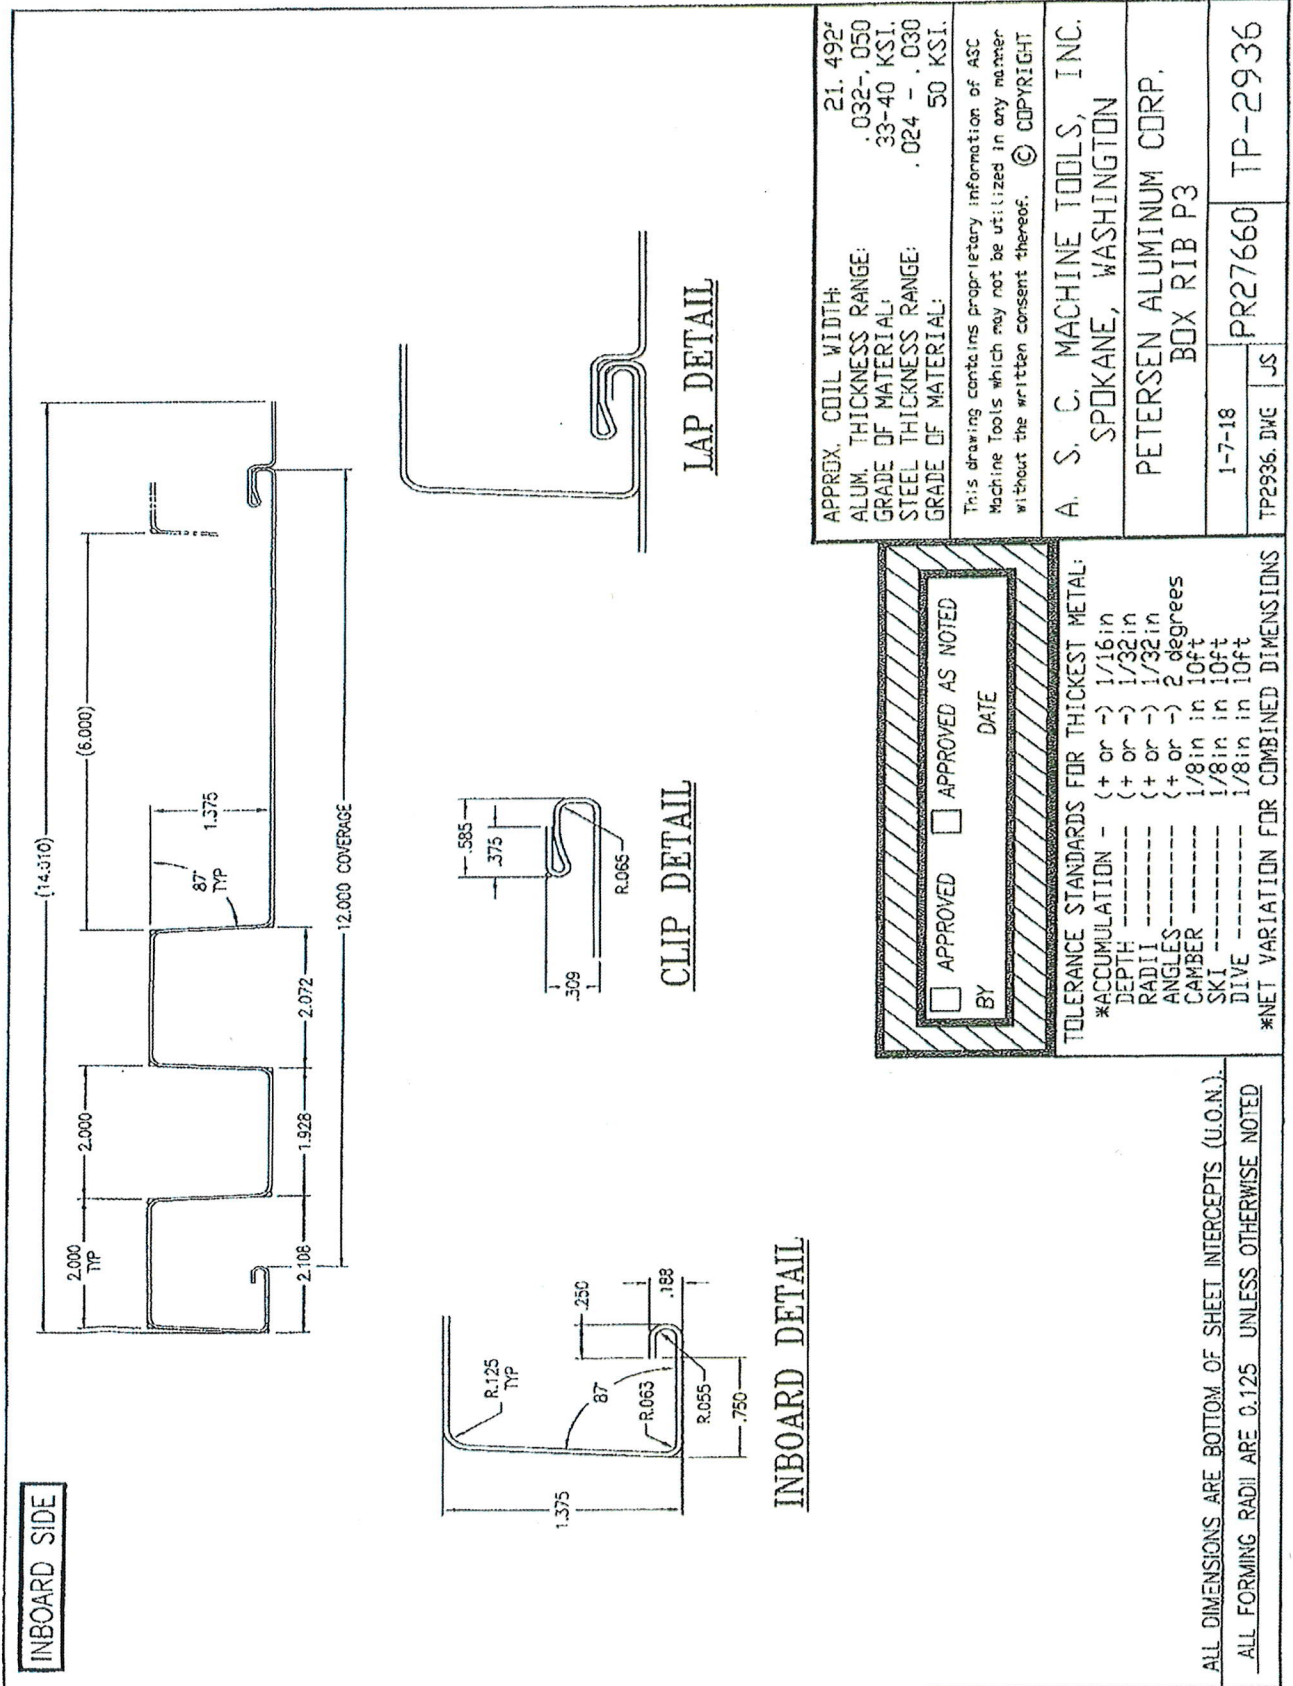 INBOARD SIDE
(14.010)
2.000
TYP
2.000
(6.000)
87°
TYP
1.375
2.108
1.928
2.072
12.000 COVERAGE
1.375
R.125
TYP
87°
.250
.188
R.063
R.055
.750
INBOARD DETAIL
.585
.375
.309
R.065
CLIP DETAIL
LAP DETAIL
ALL DIMENSIONS ARE BOTTOM OF SHEET INTERCEPTS (U.O.N.).
ALL FORMING RADII ARE 0.125 UNLESS OTHERWISE NOTED
APPROVED
APPROVED AS NOTED
BY
DATE
TOLERANCE STANDARDS FOR THICKEST METAL:
*ACCUMULATION - (+ or -) 1/16in
DEPTH --------- (+ or -) 1/32in
RADII --------- (+ or -) 1/32in
ANGLES--------- (+ or -) 2 degrees
CAMBER -------- 1/8in in 10ft
SKI ----------- 1/8in in 10ft
DIVE ---------- 1/8in in 10ft
*NET VARIATION FOR COMBINED DIMENSIONS
APPROX. COIL WIDTH: 21.492"
ALUM. THICKNESS RANGE: .032-.050
GRADE OF MATERIAL: 33-40 KSI.
STEEL THICKNESS RANGE: .024 - .030
GRADE OF MATERIAL: 50 KSI.
This drawing contains proprietary information of ASC
Machine Tools which may not be utilized in any manner
without the written consent thereof. © COPYRIGHT
A. S. C. MACHINE TOOLS, INC.
SPOKANE, WASHINGTON
PETERSEN ALUMINUM CORP.
BOX RIB P3
1-7-18
TP2936.DWG
JS
PR27660
TP-2936